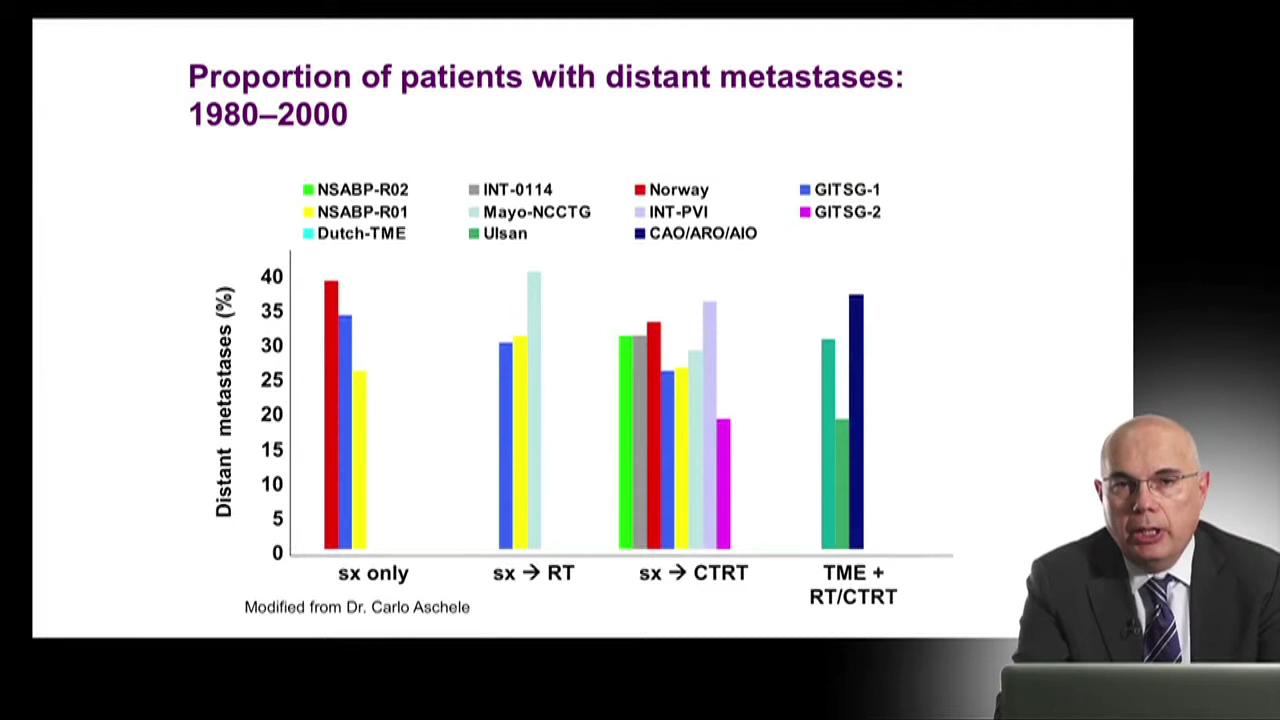 Proportion of patients with distant metastases:
1980–2000
NSABP-R02 INT-0114 Norway GITSG-1
NSABP-R01 Mayo-NCCTG INT-PVI GITSG-2
Dutch-TME Ulsan CAO/ARO/AIO
Distant metastases (%)
40
35
30
25
20
15
10
5
0
sx only sx → RT sx → CTRT TME +
RT/CTRT
Modified from Dr. Carlo Aschele